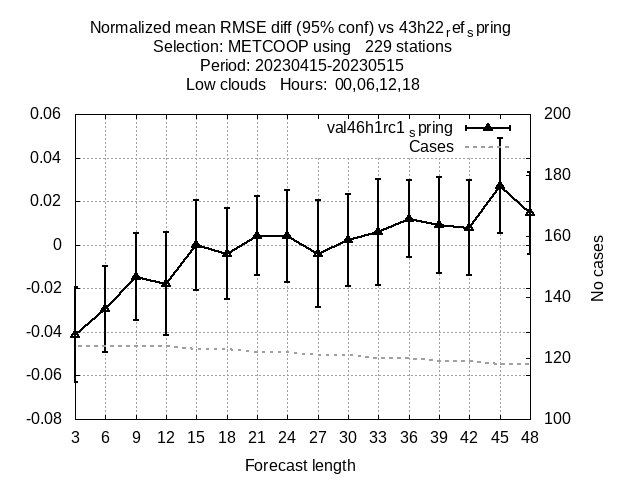 Normalized mean RMSE diff (95% conf) vs 43h22refspring
Selection: METCOOP using 229 stations
Period: 20230415-20230515
Low clouds Hours: 00,06,12,18
val46h1rc1spring
Cases
0.06
0.04
0.02
0
-0.02
-0.04
-0.06
-0.08
200
180
160
140
120
100
No cases
3 6 9 12 15 18 21 24 27 30 33 36 39 42 45 48
Forecast length